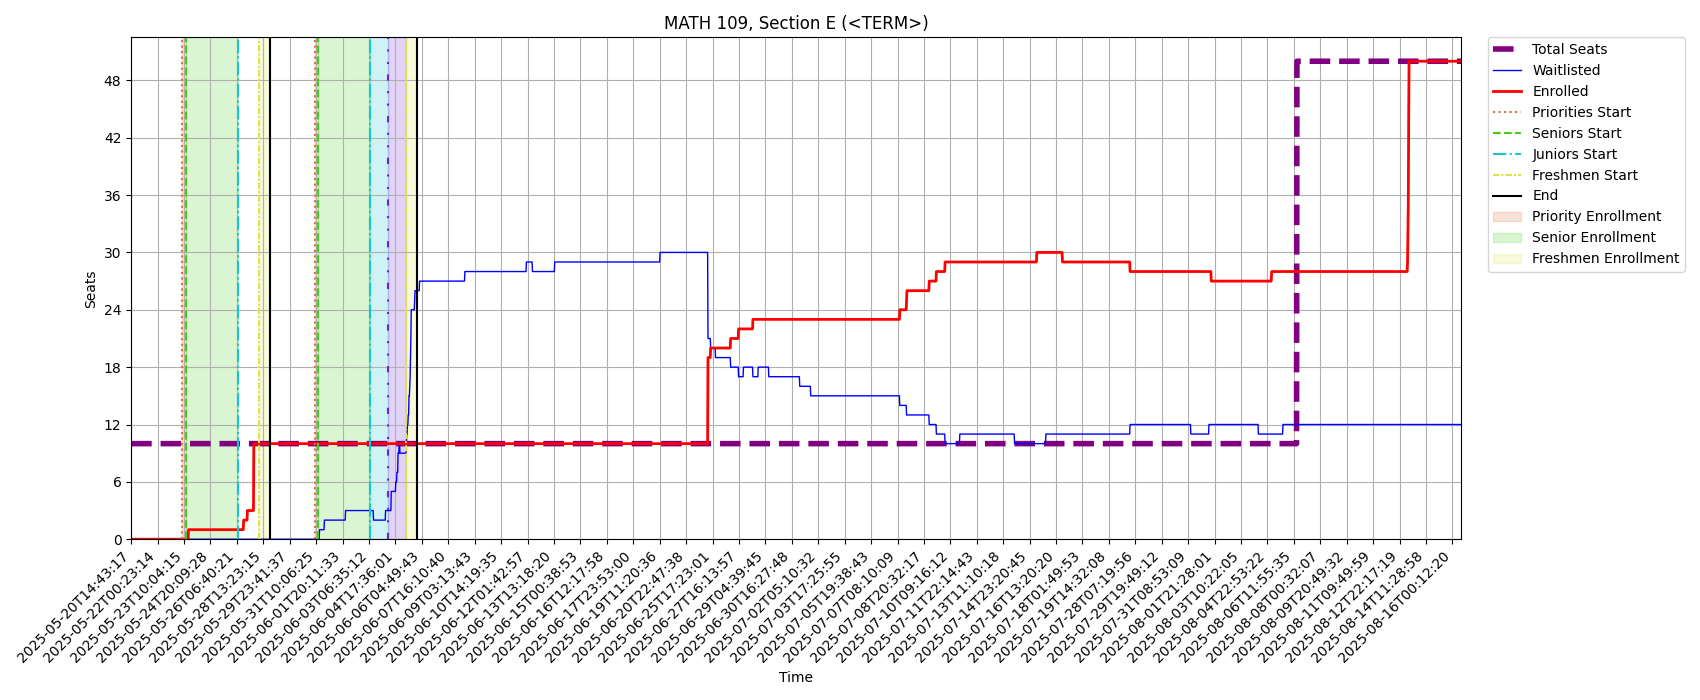 MATH 109, Section E (<TERM>)
Seats
48
42
36
30
24
18
12
6
0
2025-05-20T14:43:17
2025-05-22T00:23:14
2025-05-23T10:04:15
2025-05-24T20:09:28
2025-05-26T06:40:21
2025-05-28T13:23:15
2025-05-29T23:41:37
2025-05-31T10:06:23
2025-06-01T20:11:33
2025-06-03T06:35:12
2025-06-04T17:36:01
2025-06-06T04:49:43
2025-06-07T16:10:40
2025-06-09T03:13:43
2025-06-10T14:19:35
2025-06-12T01:42:57
2025-06-13T13:18:20
2025-06-15T00:38:53
2025-06-16T12:17:58
2025-06-17T23:53:00
2025-06-19T11:20:36
2025-06-20T22:47:38
2025-06-25T17:23:01
2025-06-27T16:13:57
2025-06-29T04:39:45
2025-06-30T16:27:48
2025-07-02T05:10:32
2025-07-03T17:25:55
2025-07-05T19:38:43
2025-07-07T08:10:09
2025-07-08T20:32:17
2025-07-10T09:16:12
2025-07-11T22:14:43
2025-07-13T11:10:18
2025-07-14T23:20:45
2025-07-16T13:20:20
2025-07-18T01:49:53
2025-07-19T14:32:08
2025-07-28T07:19:56
2025-07-29T19:49:12
2025-07-31T08:53:09
2025-08-01T21:28:01
2025-08-03T10:22:05
2025-08-04T22:53:22
2025-08-06T11:55:35
2025-08-08T00:32:07
2025-08-09T20:49:32
2025-08-11T09:49:59
2025-08-12T22:17:19
2025-08-14T11:28:58
2025-08-16T00:12:20
Time
Total Seats
Waitlisted
Enrolled
Priorities Start
Seniors Start
Juniors Start
Freshmen Start
End
Priority Enrollment
Senior Enrollment
Freshmen Enrollment